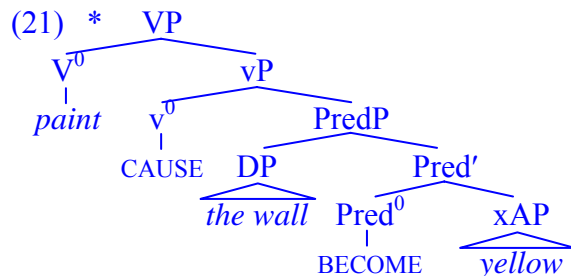 (21) * VP
V⁰ vP
paint v⁰ PredP
CAUSE DP Pred′
the wall Pred⁰ xAP
BECOME yellow